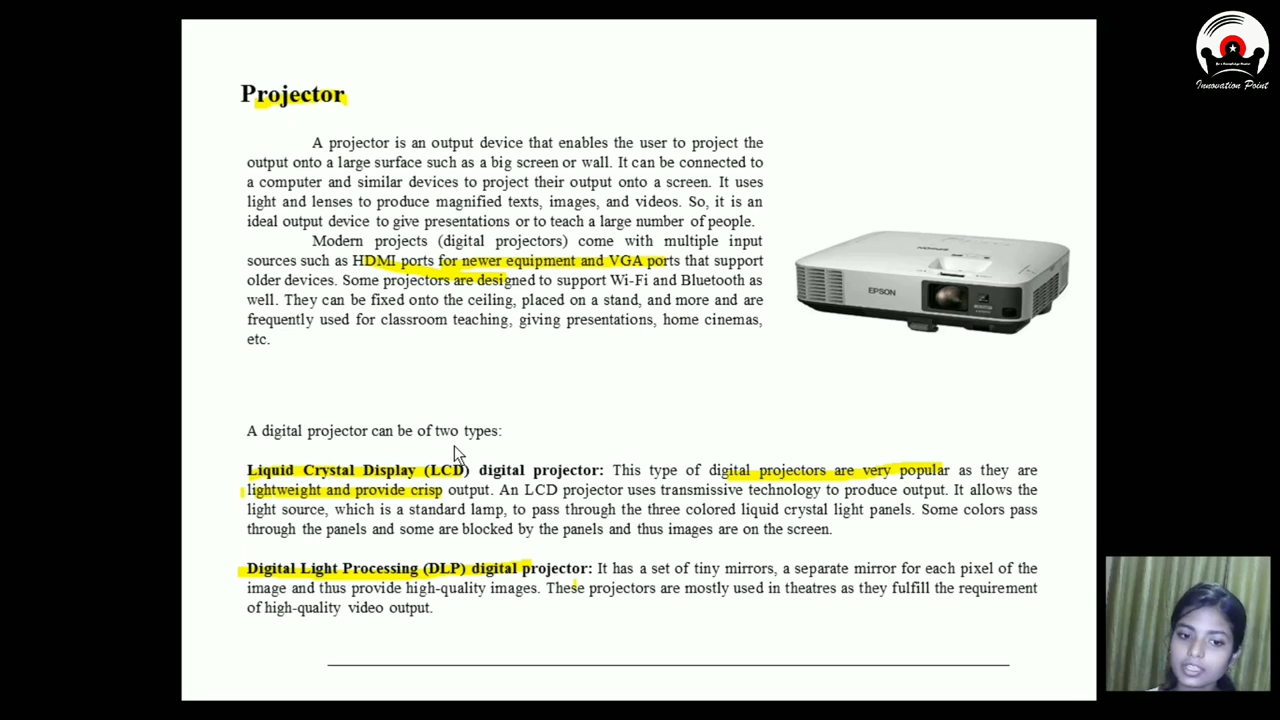 Projector
A projector is an output device that enables the user to project the
output onto a large surface such as a big screen or wall. It can be connected to
a computer and similar devices to project their output onto a screen. It uses
light and lenses to produce magnified texts, images, and videos. So, it is an
ideal output device to give presentations or to teach a large number of people.
Modern projects (digital projectors) come with multiple input
sources such as HDMI ports for newer equipment and VGA ports that support
older devices. Some projectors are designed to support Wi-Fi and Bluetooth as
well. They can be fixed onto the ceiling, placed on a stand, and more and are
frequently used for classroom teaching, giving presentations, home cinemas,
etc.
EPSON
A digital projector can be of two types:
Liquid Crystal Display (LCD) digital projector: This type of digital projectors are very popular as they are
lightweight and provide crisp output. An LCD projector uses transmissive technology to produce output. It allows the
light source, which is a standard lamp, to pass through the three colored liquid crystal light panels. Some colors pass
through the panels and some are blocked by the panels and thus images are on the screen.
Digital Light Processing (DLP) digital projector: It has a set of tiny mirrors, a separate mirror for each pixel of the
image and thus provide high-quality images. These projectors are mostly used in theatres as they fulfill the requirement
of high-quality video output.
Innovation Point